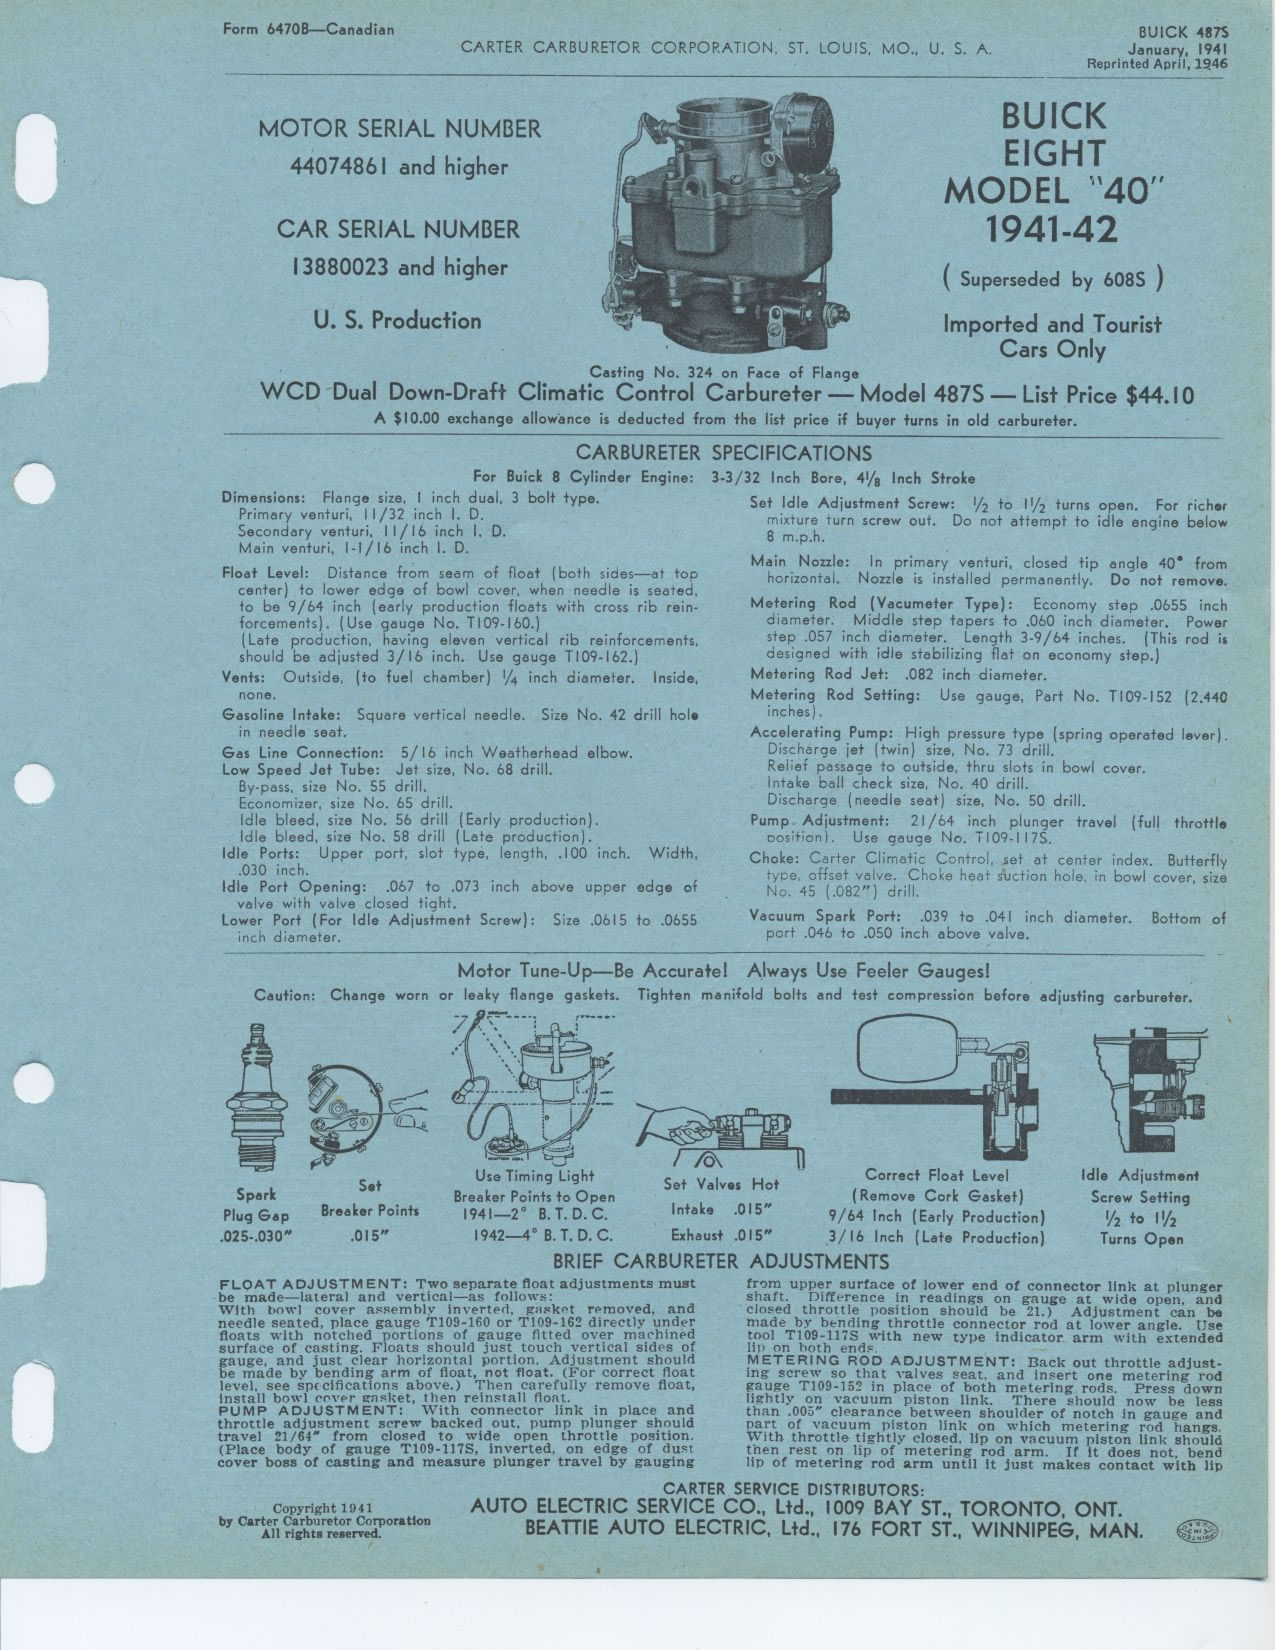 Form 6470B—Canadian
BUICK 487S
CARTER CARBURETOR CORPORATION, ST. LOUIS, MO., U. S. A.
January, 1941
Reprinted April, 1946
MOTOR SERIAL NUMBER
44074861 and higher
CAR SERIAL NUMBER
13880023 and higher
U. S. Production
BUICK
EIGHT
MODEL "40"
1941-42
( Superseded by 608S )
Imported and Tourist
Cars Only
Casting No. 324 on Face of Flange
WCD Dual Down-Draft Climatic Control Carbureter — Model 487S — List Price $44.10
A $10.00 exchange allowance is deducted from the list price if buyer turns in old carbureter.
CARBURETER SPECIFICATIONS
For Buick 8 Cylinder Engine: 3-3/32 Inch Bore, 4⅛ Inch Stroke
Dimensions: Flange size, 1 inch dual, 3 bolt type.
Primary venturi, 11/32 inch I. D.
Secondary venturi, 11/16 inch I. D.
Main venturi, 1-1/16 inch I. D.
Float Level: Distance from seam of float (both sides—at top
center) to lower edge of bowl cover, when needle is seated,
to be 9/64 inch (early production floats with cross rib rein-
forcements). (Use gauge No. T109-160.)
(Late production, having eleven vertical rib reinforcements,
should be adjusted 3/16 inch. Use gauge T109-162.)
Vents: Outside, (to fuel chamber) ¼ inch diameter. Inside,
none.
Gasoline Intake: Square vertical needle. Size No. 42 drill hole
in needle seat.
Gas Line Connection: 5/16 inch Weatherhead elbow.
Low Speed Jet Tube: Jet size, No. 68 drill.
By-pass, size No. 55 drill.
Economizer, size No. 65 drill.
Idle bleed, size No. 56 drill (Early production).
Idle bleed, size No. 58 drill (Late production).
Idle Ports: Upper port, slot type, length, .100 inch. Width,
.030 inch.
Idle Port Opening: .067 to .073 inch above upper edge of
valve with valve closed tight.
Lower Port (For Idle Adjustment Screw): Size .0615 to .0655
inch diameter.
Set Idle Adjustment Screw: ½ to 1½ turns open. For richer
mixture turn screw out. Do not attempt to idle engine below
8 m.p.h.
Main Nozzle: In primary venturi, closed tip angle 40° from
horizontal. Nozzle is installed permanently. Do not remove.
Metering Rod (Vacumeter Type): Economy step .0655 inch
diameter. Middle step tapers to .060 inch diameter. Power
step .057 inch diameter. Length 3-9/64 inches. (This rod is
designed with idle stabilizing flat on economy step.)
Metering Rod Jet: .082 inch diameter.
Metering Rod Setting: Use gauge, Part No. T109-152 (2.440
inches).
Accelerating Pump: High pressure type (spring operated lever).
Discharge jet (twin) size, No. 73 drill.
Relief passage to outside, thru slots in bowl cover.
Intake ball check size, No. 40 drill.
Discharge (needle seat) size, No. 50 drill.
Pump Adjustment: 21/64 inch plunger travel (full throttle
position). Use gauge No. T109-117S.
Choke: Carter Climatic Control, set at center index. Butterfly
type, offset valve. Choke heat suction hole, in bowl cover, size
No. 45 (.082") drill.
Vacuum Spark Port: .039 to .041 inch diameter. Bottom of
port .046 to .050 inch above valve.
Motor Tune-Up—Be Accurate! Always Use Feeler Gauges!
Caution: Change worn or leaky flange gaskets. Tighten manifold bolts and test compression before adjusting carbureter.
Spark
Plug Gap
.025-.030"
Set
Breaker Points
.015"
IGNITION COIL
Use Timing Light
Breaker Points to Open
1941—2° B. T. D. C.
1942—4° B. T. D. C.
Set Valves Hot
Intake .015"
Exhaust .015"
Correct Float Level
(Remove Cork Gasket)
9/64 Inch (Early Production)
3/16 Inch (Late Production)
Idle Adjustment
Screw Setting
½ to 1½
Turns Open
BRIEF CARBURETER ADJUSTMENTS
FLOAT ADJUSTMENT: Two separate float adjustments must
be made—lateral and vertical—as follows:
With bowl cover assembly inverted, gasket removed, and
needle seated, place gauge T109-160 or T109-162 directly under
floats with notched portions of gauge fitted over machined
surface of casting. Floats should just touch vertical sides of
gauge, and just clear horizontal portion. Adjustment should
be made by bending arm of float, not float. (For correct float
level, see specifications above.) Then carefully remove float,
install bowl cover gasket, then reinstall float.
PUMP ADJUSTMENT: With connector link in place and
throttle adjustment screw backed out, pump plunger should
travel 21/64" from closed to wide open throttle position.
(Place body of gauge T109-117S, inverted, on edge of dust
cover boss of casting and measure plunger travel by gauging
from upper surface of lower end of connector link at plunger
shaft. Difference in readings on gauge at wide open, and
closed throttle position should be 21.) Adjustment can be
made by bending throttle connector rod at lower angle. Use
tool T109-117S with new type indicator arm with extended
lip on both ends.
METERING ROD ADJUSTMENT: Back out throttle adjust-
ing screw so that valves seat, and insert one metering rod
gauge T109-152 in place of both metering rods. Press down
lightly on vacuum piston link. There should now be less
than .005" clearance between shoulder of notch in gauge and
part of vacuum piston link on which metering rod hangs.
With throttle tightly closed, lip on vacuum piston link should
then rest on lip of metering rod arm. If it does not, bend
lip of metering rod arm until it just makes contact with lip
CARTER SERVICE DISTRIBUTORS:
Copyright 1941
by Carter Carburetor Corporation
All rights reserved.
AUTO ELECTRIC SERVICE CO., Ltd., 1009 BAY ST., TORONTO, ONT.
BEATTIE AUTO ELECTRIC, Ltd., 176 FORT ST., WINNIPEG, MAN.
PRINTED IN U.S.A.